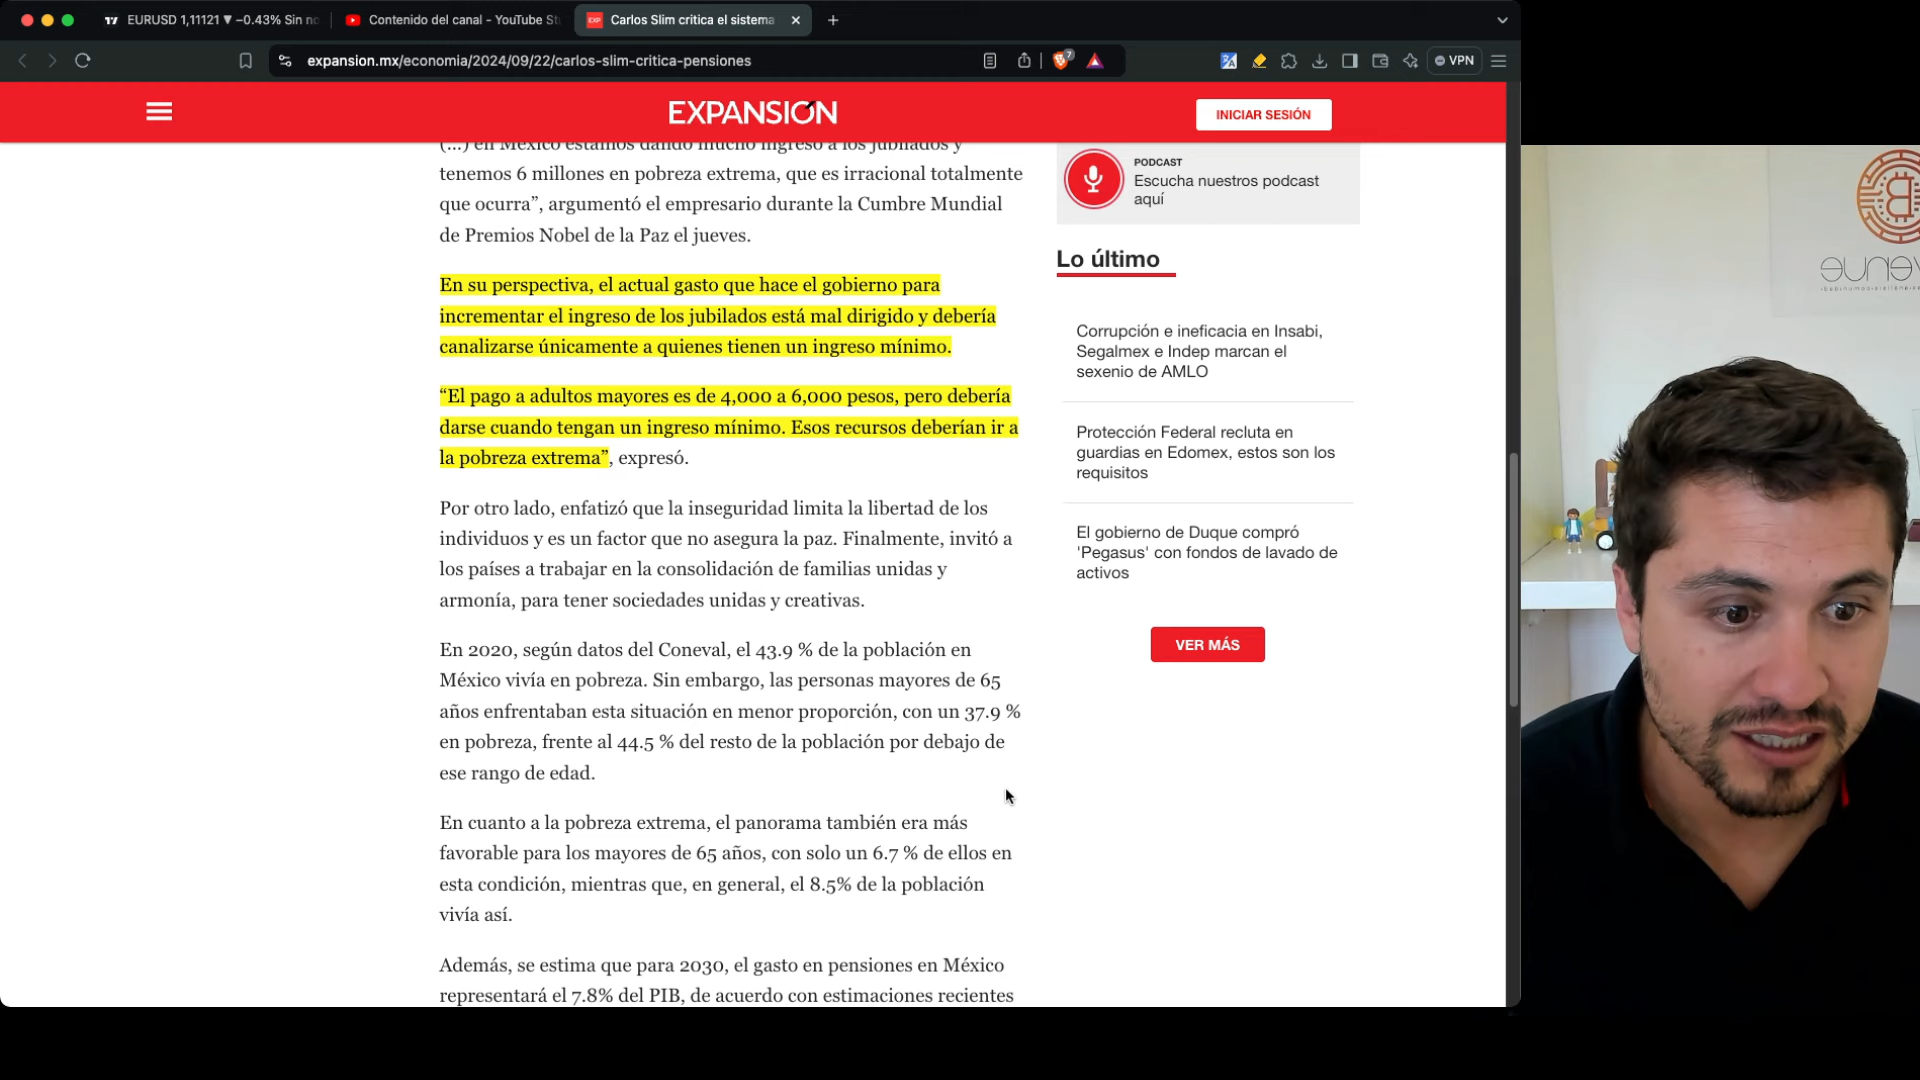 EURUSD 1,11121 ▼ −0.43% Sin no
Contenido del canal - YouTube St
EXP
Carlos Slim critica el sistema
expansion.mx/economia/2024/09/22/carlos-slim-critica-pensiones
7
VPN
EXPANSIÓN
INICIAR SESIÓN
(...) en México estamos dando mucho ingreso a los jubilados y
tenemos 6 millones en pobreza extrema, que es irracional totalmente
que ocurra”, argumentó el empresario durante la Cumbre Mundial
de Premios Nobel de la Paz el jueves.
En su perspectiva, el actual gasto que hace el gobierno para
incrementar el ingreso de los jubilados está mal dirigido y debería
canalizarse únicamente a quienes tienen un ingreso mínimo.
“El pago a adultos mayores es de 4,000 a 6,000 pesos, pero debería
darse cuando tengan un ingreso mínimo. Esos recursos deberían ir a
la pobreza extrema”, expresó.
Por otro lado, enfatizó que la inseguridad limita la libertad de los
individuos y es un factor que no asegura la paz. Finalmente, invitó a
los países a trabajar en la consolidación de familias unidas y
armonía, para tener sociedades unidas y creativas.
En 2020, según datos del Coneval, el 43.9 % de la población en
México vivía en pobreza. Sin embargo, las personas mayores de 65
años enfrentaban esta situación en menor proporción, con un 37.9 %
en pobreza, frente al 44.5 % del resto de la población por debajo de
ese rango de edad.
En cuanto a la pobreza extrema, el panorama también era más
favorable para los mayores de 65 años, con solo un 6.7 % de ellos en
esta condición, mientras que, en general, el 8.5% de la población
vivía así.
Además, se estima que para 2030, el gasto en pensiones en México
representará el 7.8% del PIB, de acuerdo con estimaciones recientes
PODCAST
Escucha nuestros podcast
aquí
Lo último
Corrupción e ineficacia en Insabi,
Segalmex e Indep marcan el
sexenio de AMLO
Protección Federal recluta en
guardias en Edomex, estos son los
requisitos
El gobierno de Duque compró
'Pegasus' con fondos de lavado de
activos
VER MÁS